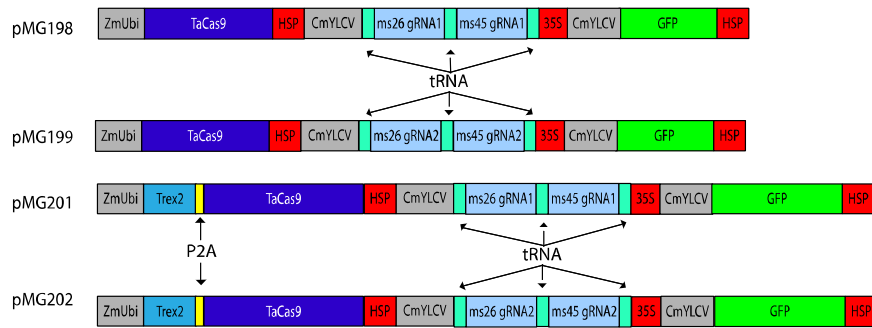 pMG198 ZmUbi TaCas9 HSP CmYLCV ms26 gRNA1 ms45 gRNA1 35S CmYLCV GFP HSP
tRNA
pMG199 ZmUbi TaCas9 HSP CmYLCV ms26 gRNA2 ms45 gRNA2 35S CmYLCV GFP HSP
pMG201 ZmUbi Trex2 TaCas9 HSP CmYLCV ms26 gRNA1 ms45 gRNA1 35S CmYLCV GFP HSP
P2A tRNA
pMG202 ZmUbi Trex2 TaCas9 HSP CmYLCV ms26 gRNA2 ms45 gRNA2 35S CmYLCV GFP HSP